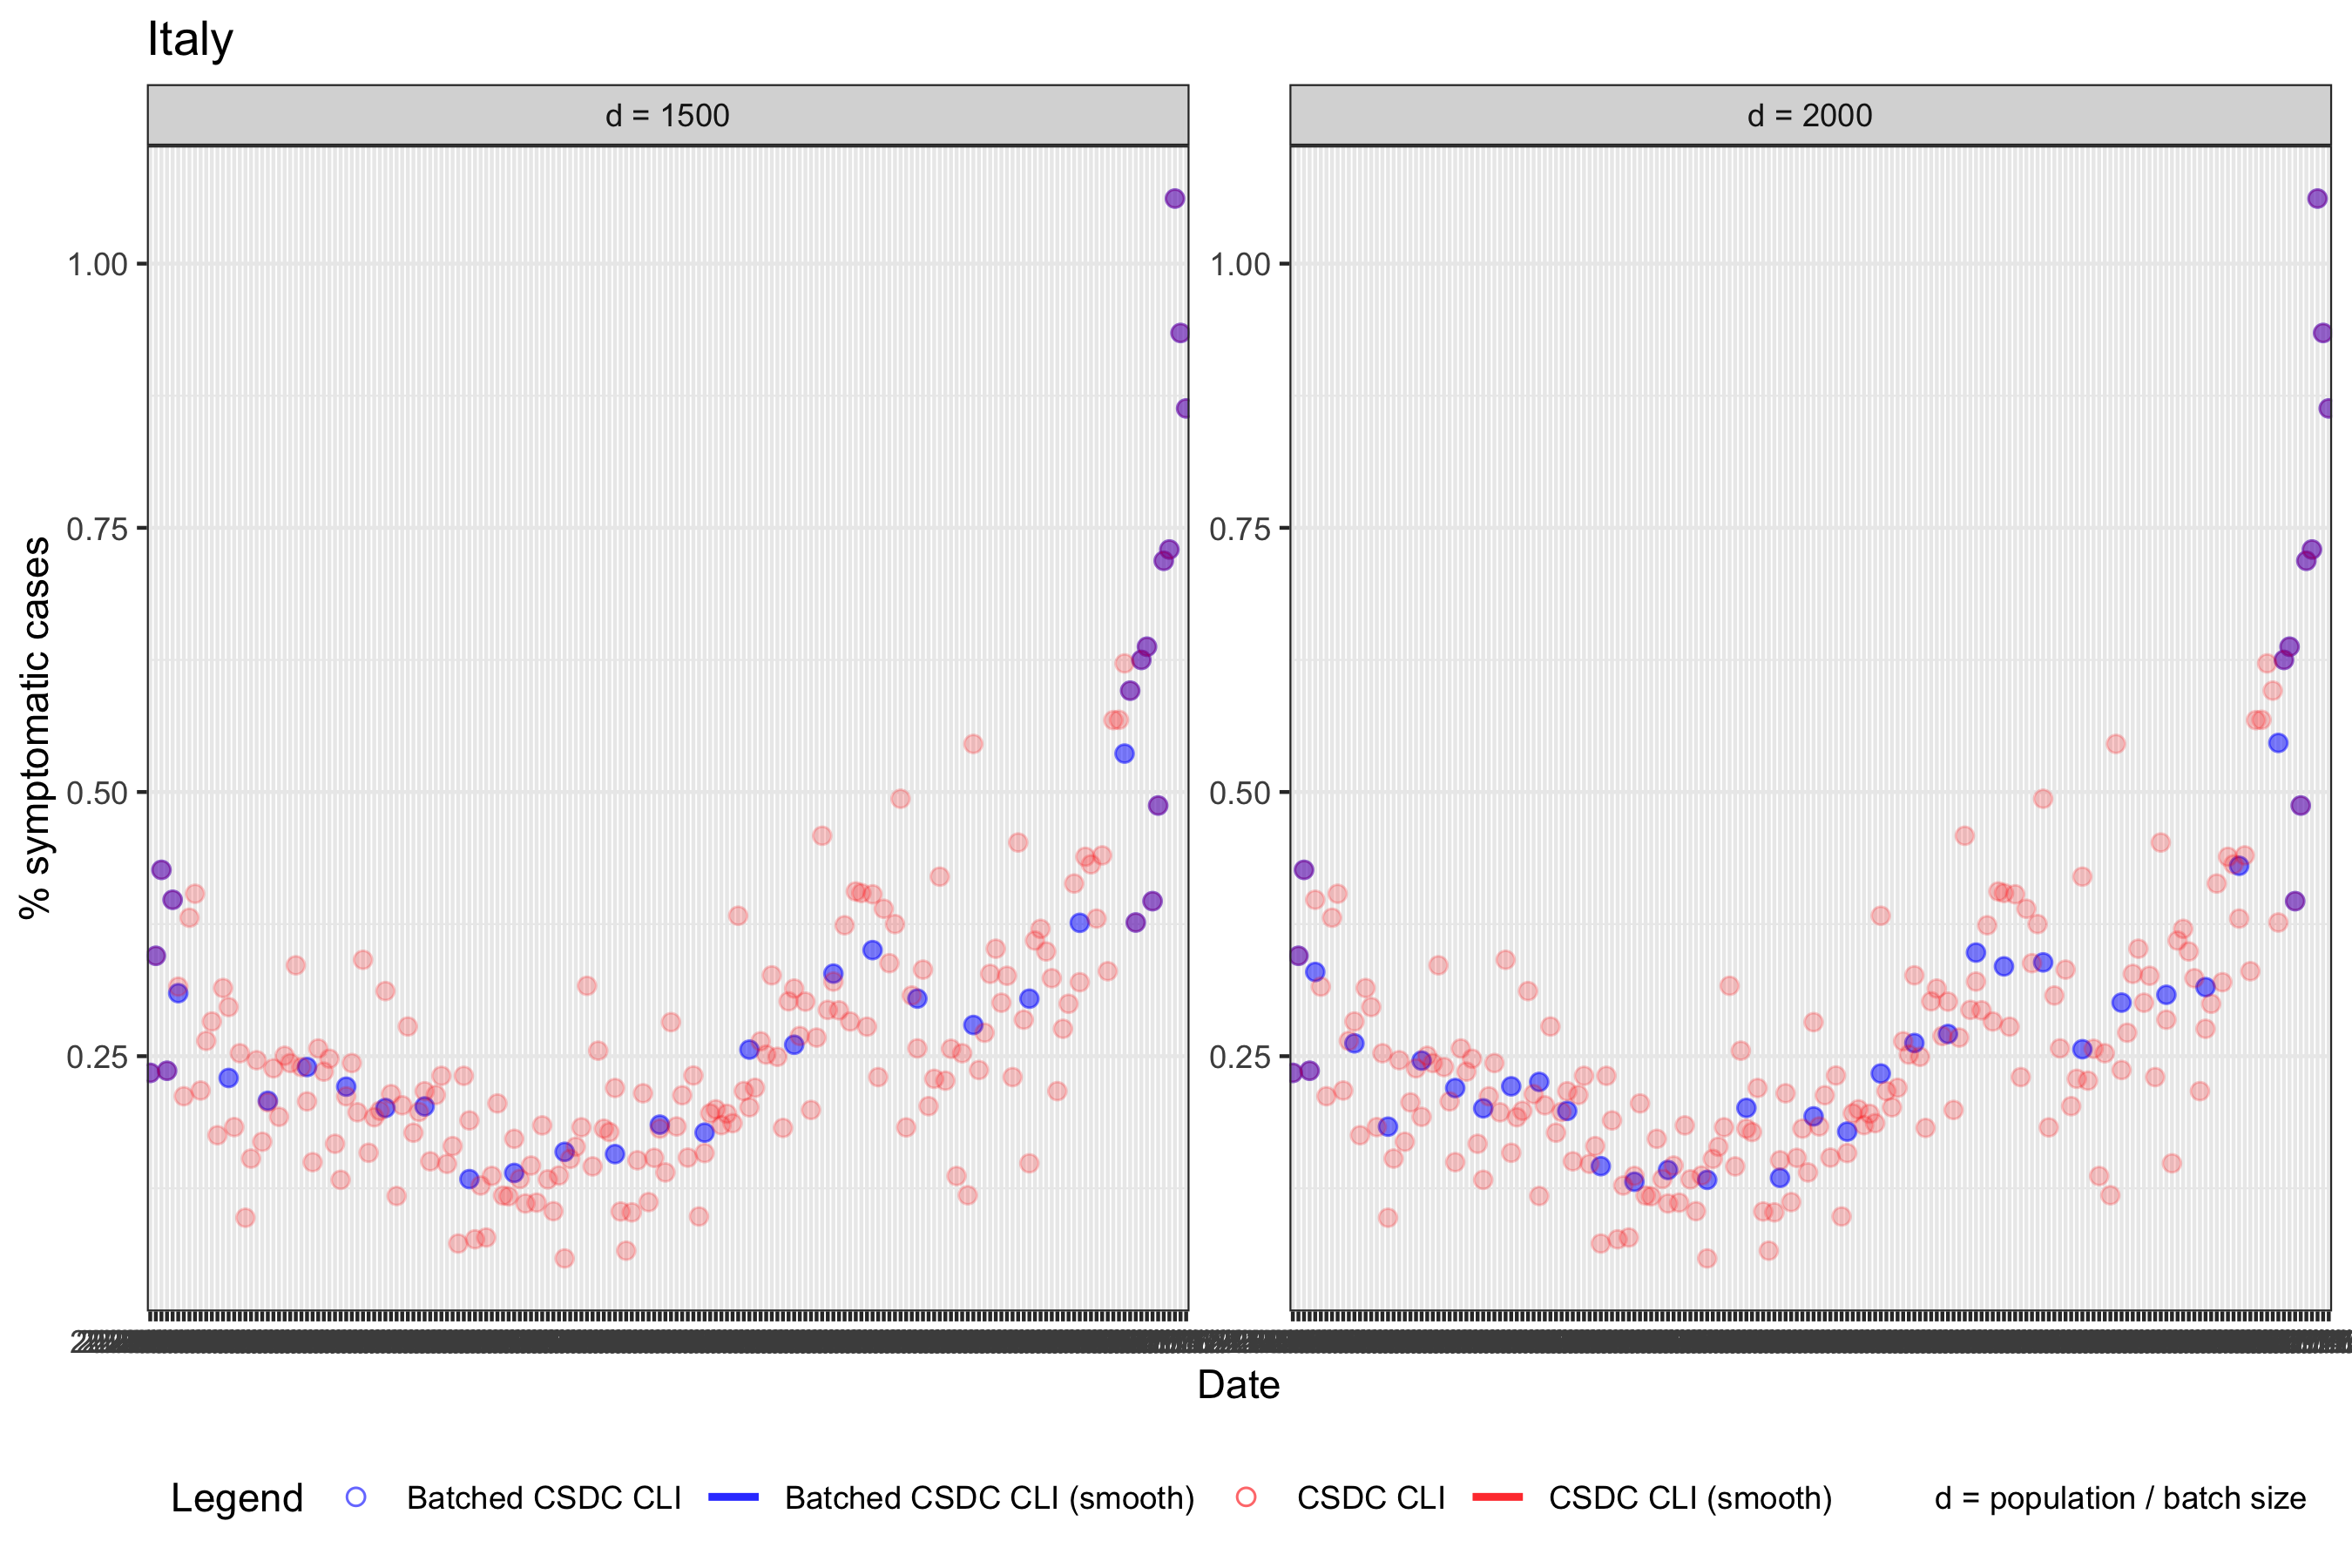 Italy
d = 1500
d = 2000
% symptomatic cases
1.00
0.75
0.50
0.25
1.00
0.75
0.50
0.25
Date
Legend Batched CSDC CLI Batched CSDC CLI (smooth) CSDC CLI CSDC CLI (smooth) d = population / batch size